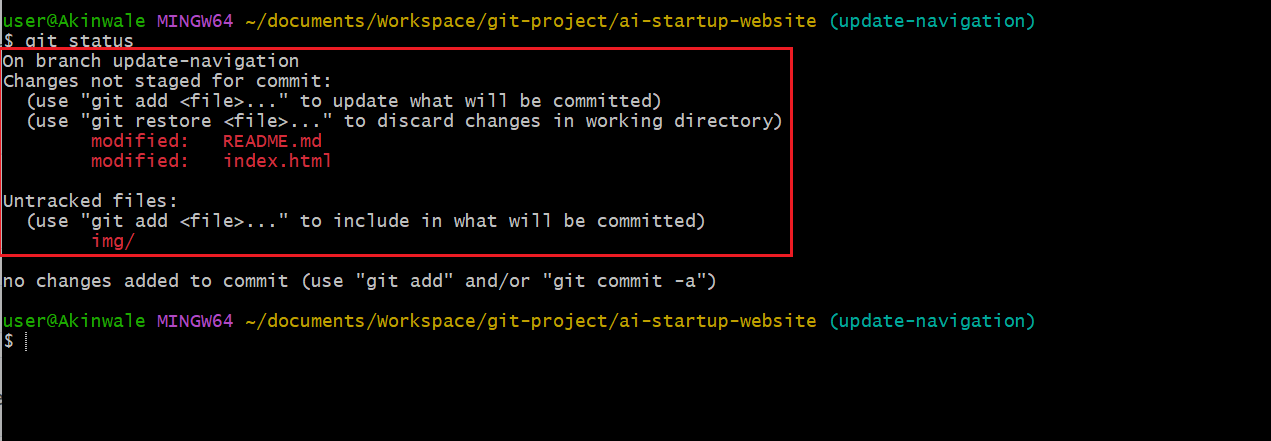 user@Akinwale MINGW64 ~/documents/Workspace/git-project/ai-startup-website (update-navigation)
$ git status
On branch update-navigation
Changes not staged for commit:
  (use "git add <file>..." to update what will be committed)
  (use "git restore <file>..." to discard changes in working directory)
        modified:   README.md
        modified:   index.html

Untracked files:
  (use "git add <file>..." to include in what will be committed)
        img/

no changes added to commit (use "git add" and/or "git commit -a")

user@Akinwale MINGW64 ~/documents/Workspace/git-project/ai-startup-website (update-navigation)
$